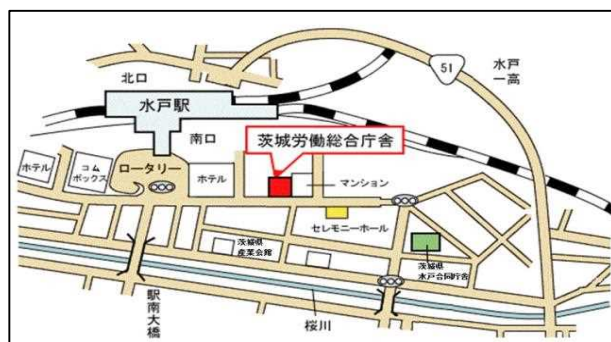 51
水戸
一高
北口
水戸駅
南口
茨城労働総合庁舎
ホテル
コム
ボックス
ロータリー
ホテル
マンション
セレモニーホール
茨城県
産業会館
茨城県
水戸合同庁舎
駅南大橋
桜川